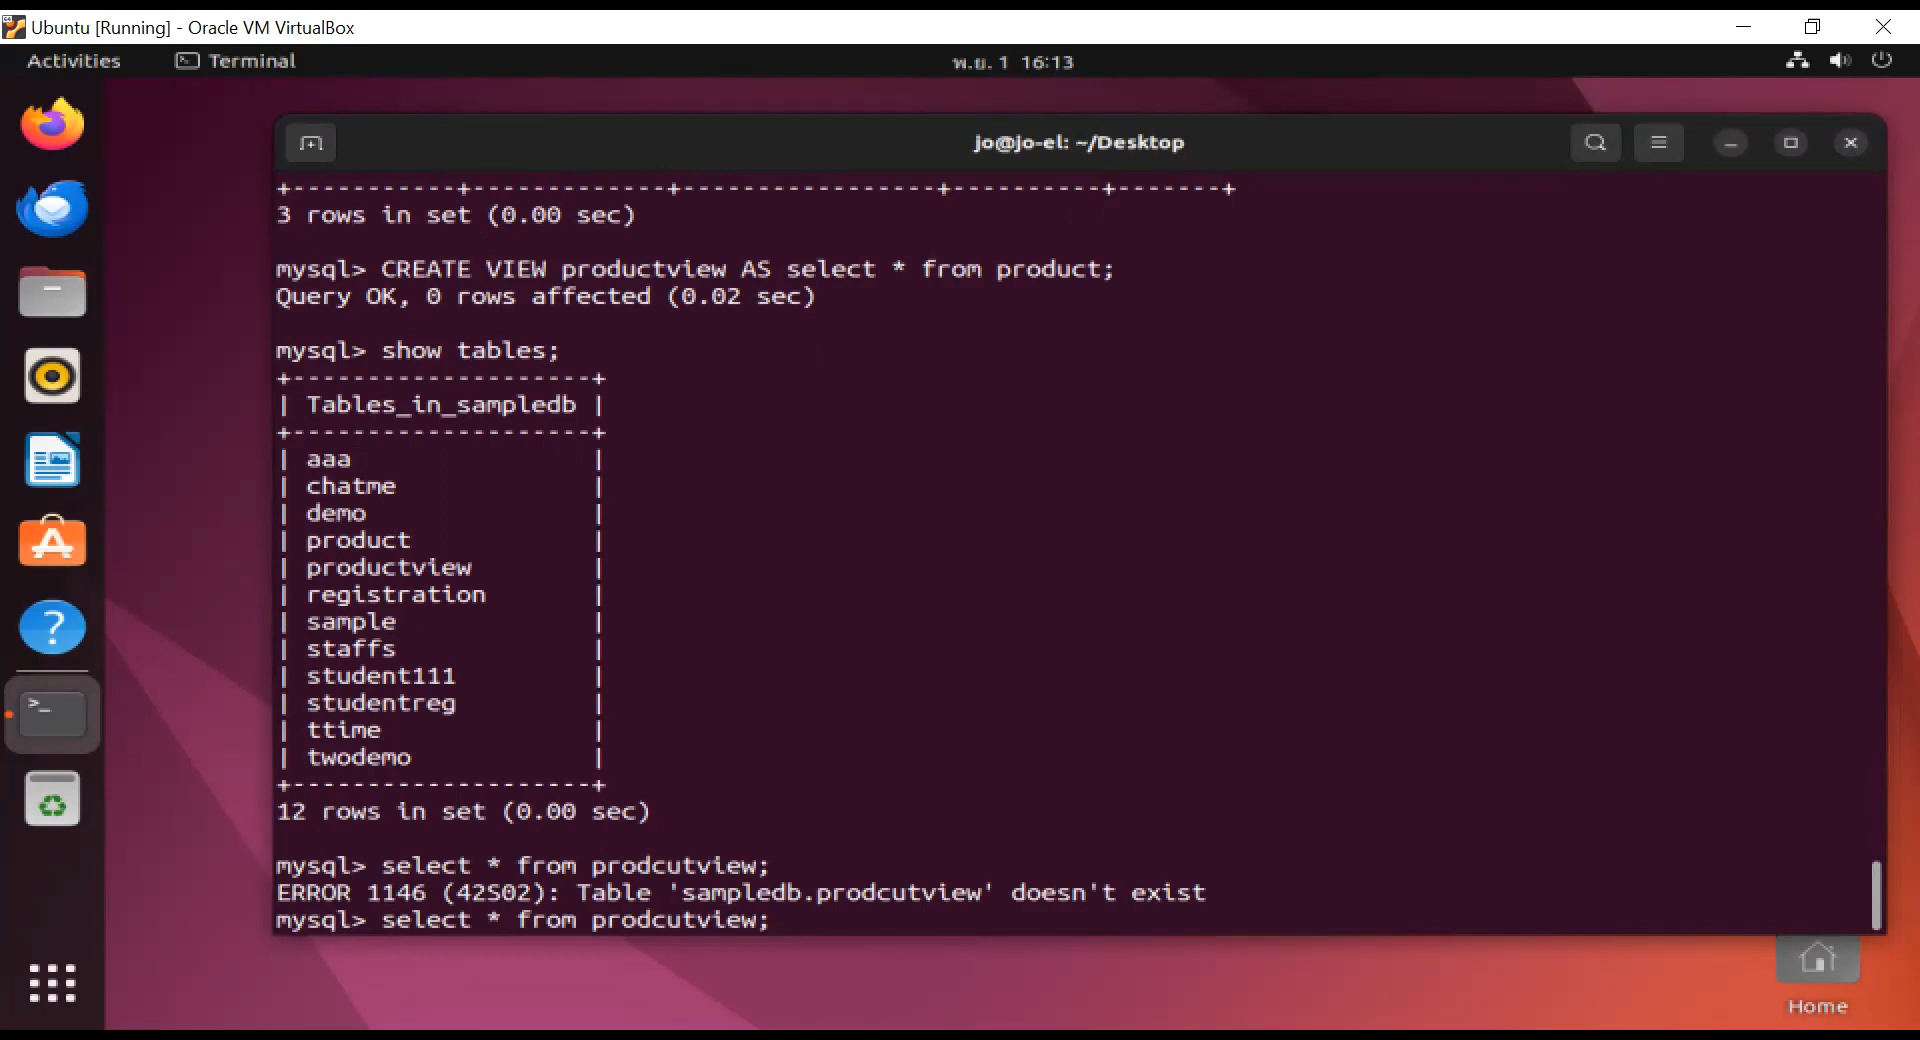 Ubuntu [Running] - Oracle VM VirtualBox
Activities Terminal พ.ย. 1 16:13
jo@jo-el: ~/Desktop
+-----------+-------------+-----------------+----------+-------+
3 rows in set (0.00 sec)
mysql> CREATE VIEW productview AS select * from product;
Query OK, 0 rows affected (0.02 sec)
mysql> show tables;
+--------------------+
| Tables_in_sampledb |
+--------------------+
| aaa                |
| chatme             |
| demo               |
| product            |
| productview        |
| registration       |
| sample             |
| staffs             |
| student111         |
| studentreg         |
| ttime              |
| twodemo            |
+--------------------+
12 rows in set (0.00 sec)
mysql> select * from prodcutview;
ERROR 1146 (42S02): Table 'sampledb.prodcutview' doesn't exist
mysql> select * from prodcutview;
Home